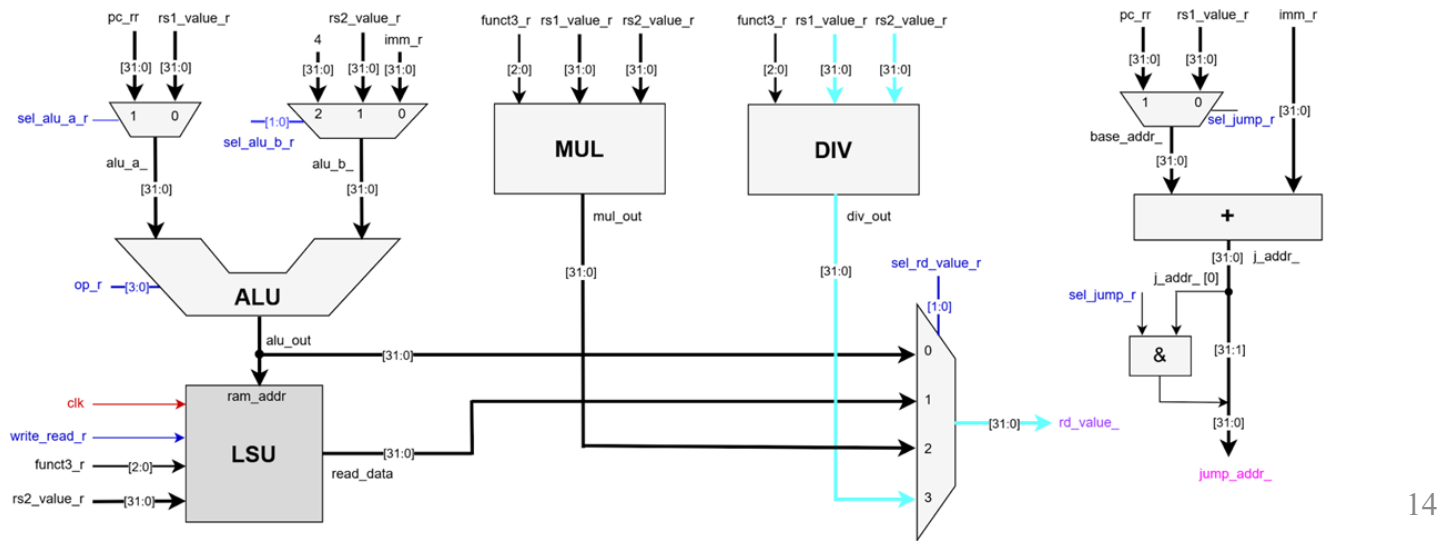 pc_rr rs1_value_r
[31:0] [31:0]
sel_alu_a_r
1 0
alu_a_
[31:0]
rs2_value_r
4 imm_r
[31:0] [31:0] [31:0]
2 1 0
[1:0]
sel_alu_b_r
alu_b_
[31:0]
op_r
[3:0]
ALU
alu_out
[31:0]
ram_addr
clk
write_read_r
funct3_r
[2:0]
rs2_value_r
[31:0]
LSU
read_data
[31:0]
funct3_r rs1_value_r rs2_value_r
[2:0] [31:0] [31:0]
MUL
mul_out
[31:0]
funct3_r rs1_value_r rs2_value_r
[2:0] [31:0] [31:0]
DIV
div_out
[31:0]
sel_rd_value_r
[1:0]
0
1
2
3
[31:0]
rd_value_
pc_rr rs1_value_r imm_r
[31:0] [31:0]
1 0
sel_jump_r
[31:0]
base_addr_
[31:0]
+
[31:0]
j_addr_
j_addr_ [0]
sel_jump_r
&
[31:1]
[31:0]
jump_addr_
14